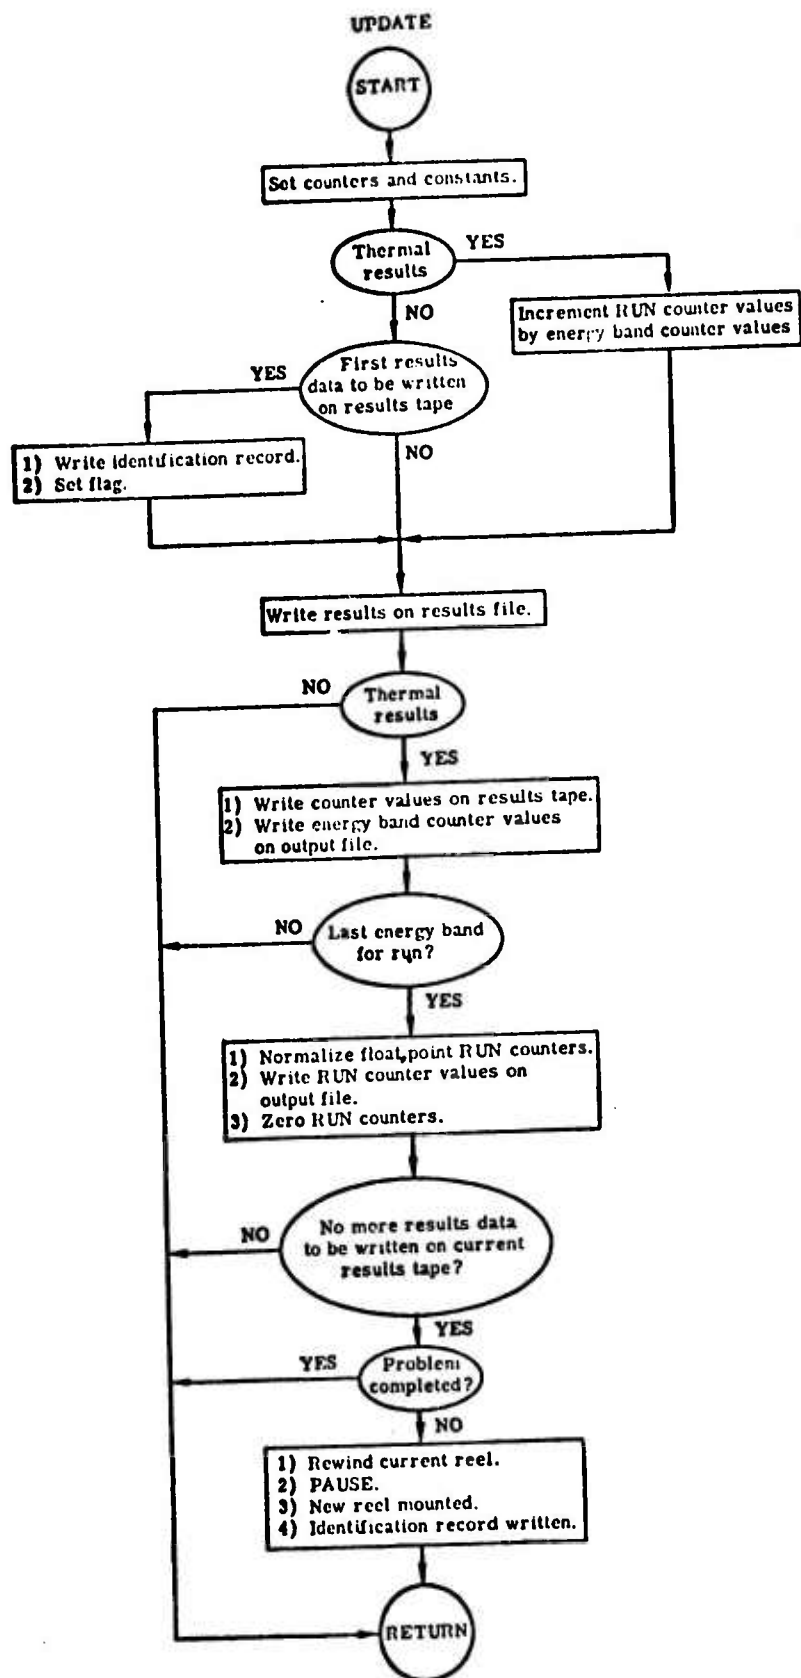 UPDATE
START
Set counters and constants.
Thermal
results
YES
NO
Increment RUN counter values
by energy band counter values
First results
data to be written
on results tape
YES
NO
1) Write identification record.
2) Set flag.
Write results on results file.
Thermal
results
NO
YES
1) Write counter values on results tape.
2) Write energy band counter values
on output file.
Last energy band
for run?
NO
YES
1) Normalize float, point RUN counters.
2) Write RUN counter values on
output file.
3) Zero RUN counters.
No more results data
to be written on current
results tape?
NO
YES
Problem
completed?
YES
NO
1) Rewind current reel.
2) PAUSE.
3) New reel mounted.
4) Identification record written.
RETURN